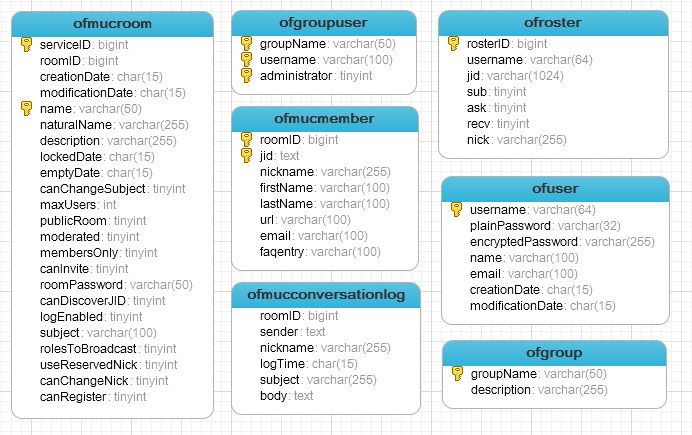 ofmucroom
serviceID: bigint
roomID: bigint
creationDate: char(15)
modificationDate: char(15)
name: varchar(50)
naturalName: varchar(255)
description: varchar(255)
lockedDate: char(15)
emptyDate: char(15)
canChangeSubject: tinyint
maxUsers: int
publicRoom: tinyint
moderated: tinyint
membersOnly: tinyint
canInvite: tinyint
roomPassword: varchar(50)
canDiscoverJID: tinyint
logEnabled: tinyint
subject: varchar(100)
rolesToBroadcast: tinyint
useReservedNick: tinyint
canChangeNick: tinyint
canRegister: tinyint
ofgroupuser
groupName: varchar(50)
username: varchar(100)
administrator: tinyint
ofmucmember
roomID: bigint
jid: text
nickname: varchar(255)
firstName: varchar(100)
lastName: varchar(100)
url: varchar(100)
email: varchar(100)
faqentry: varchar(100)
ofmucconversationlog
roomID: bigint
sender: text
nickname: varchar(255)
logTime: char(15)
subject: varchar(255)
body: text
ofroster
rosterID: bigint
username: varchar(64)
jid: varchar(1024)
sub: tinyint
ask: tinyint
recv: tinyint
nick: varchar(255)
ofuser
username: varchar(64)
plainPassword: varchar(32)
encryptedPassword: varchar(255)
name: varchar(100)
email: varchar(100)
creationDate: char(15)
modificationDate: char(15)
ofgroup
groupName: varchar(50)
description: varchar(255)